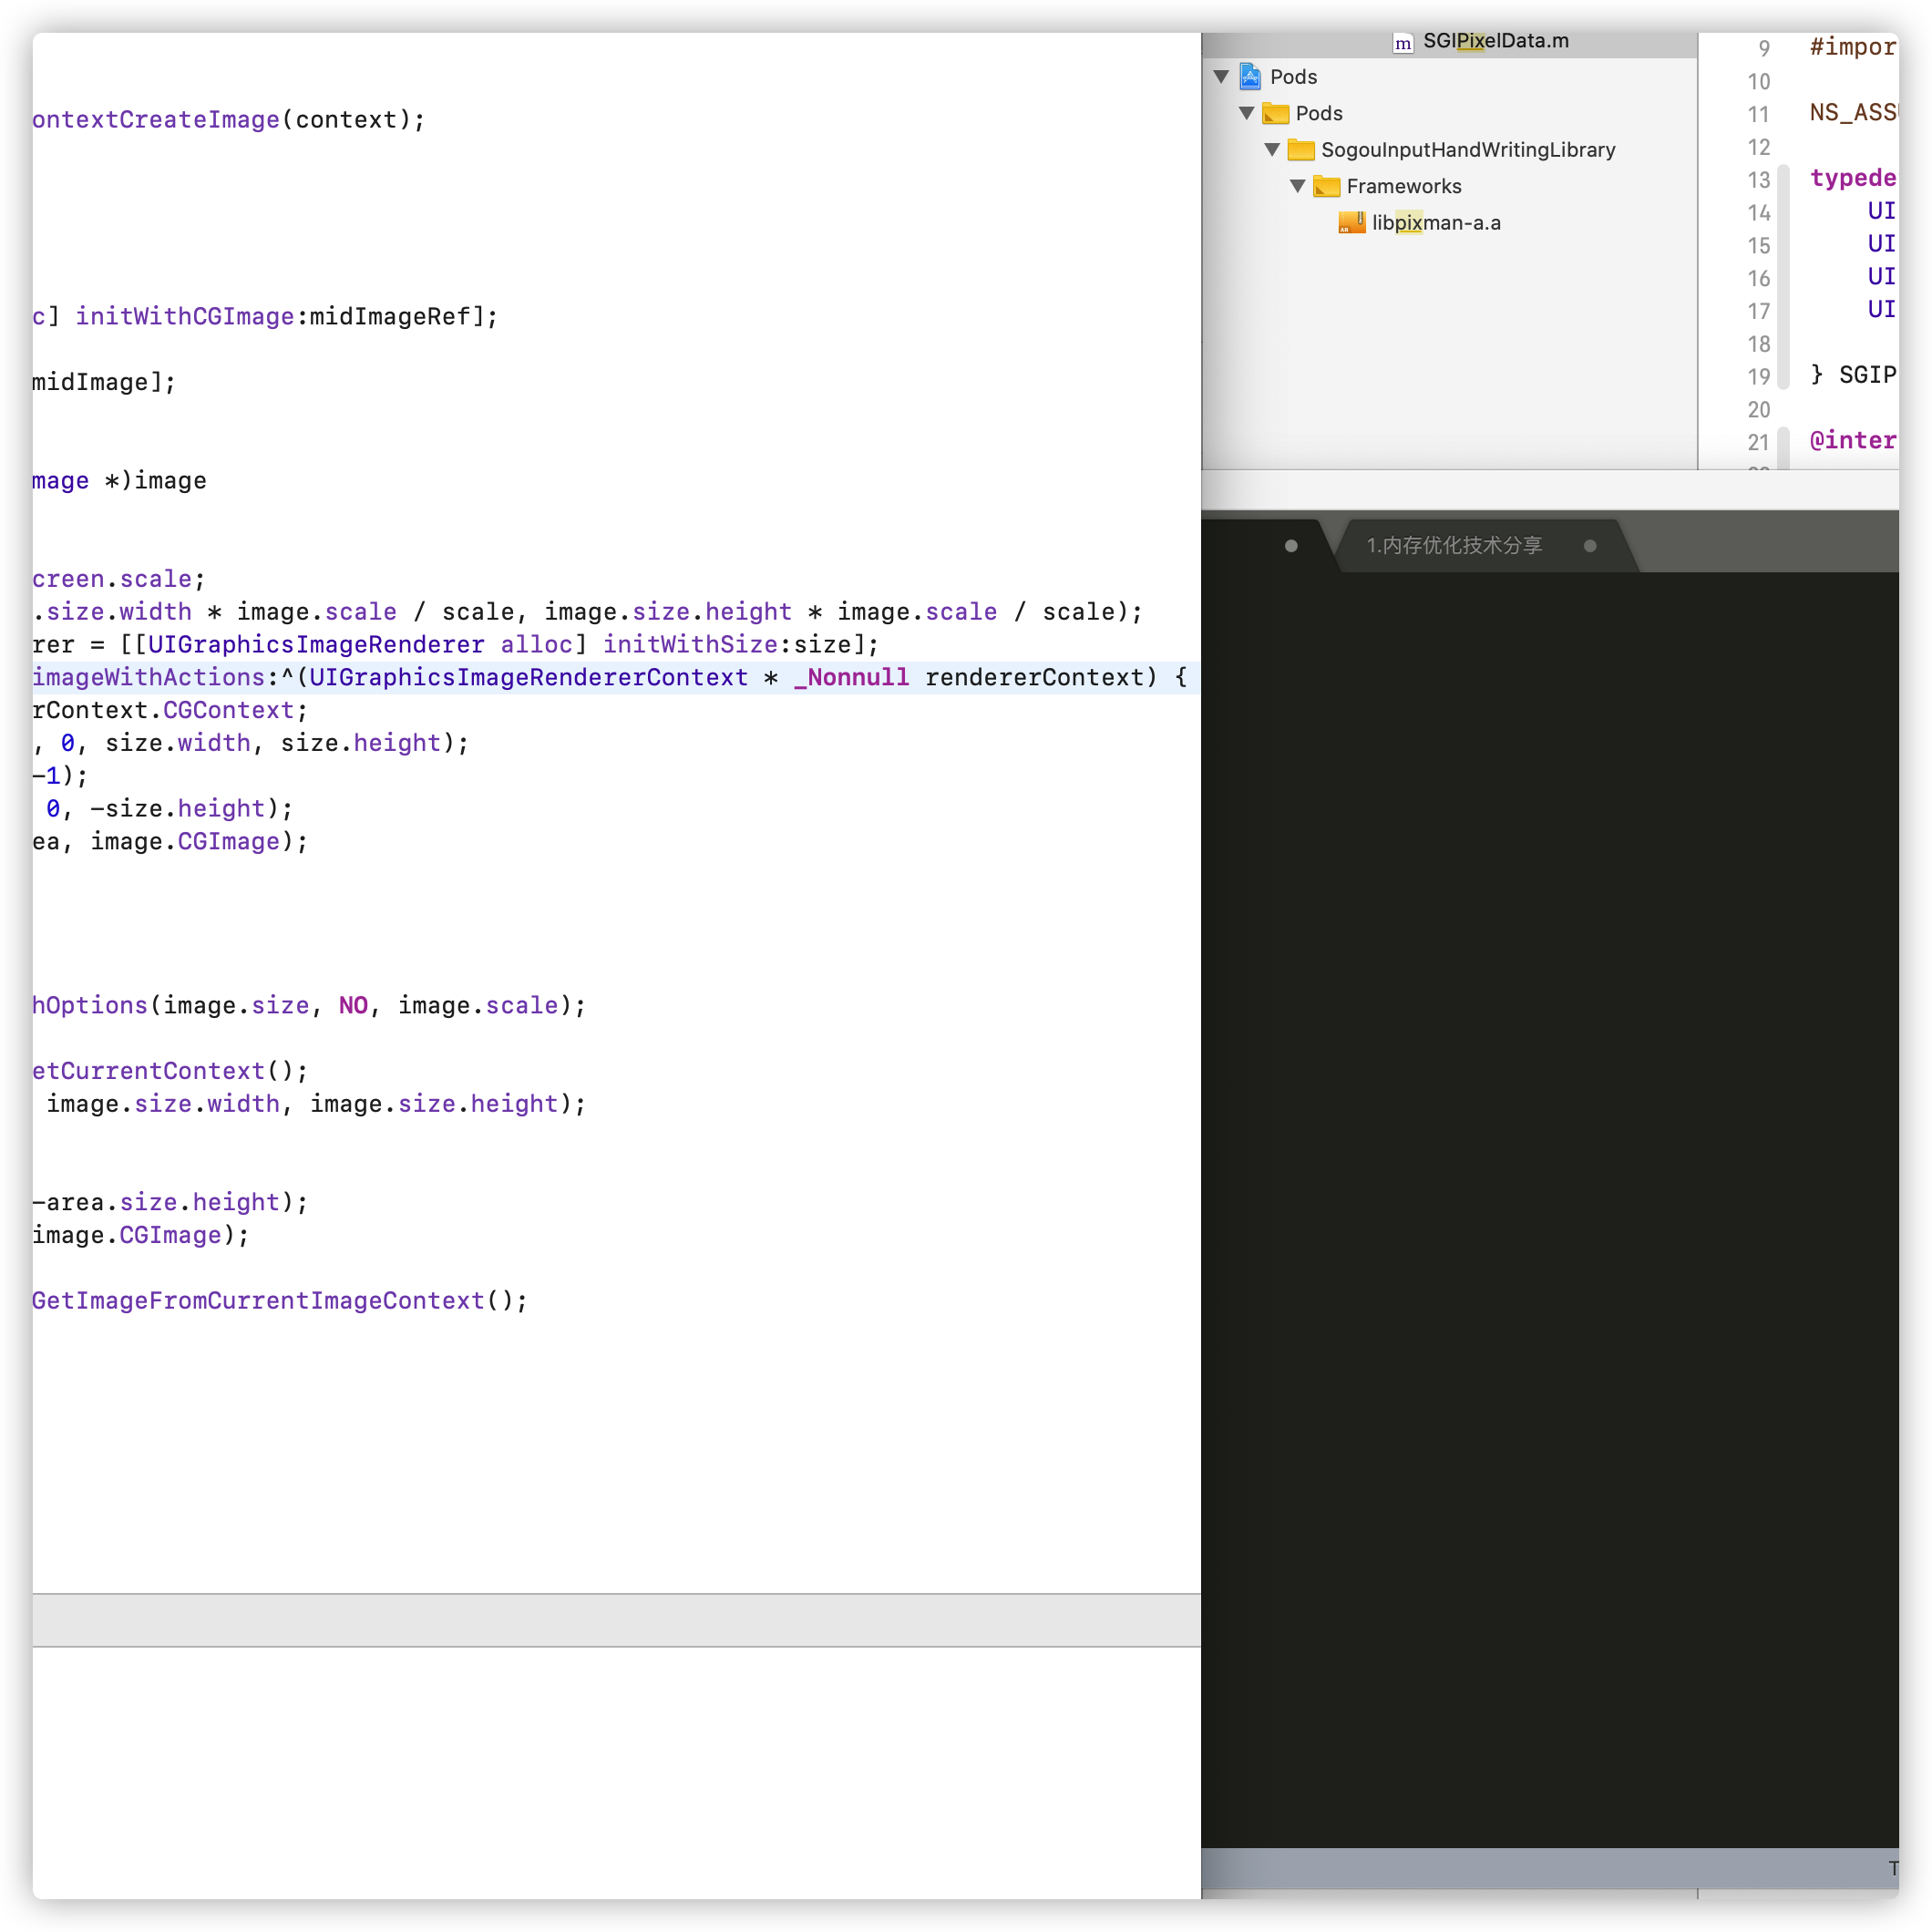 ontextCreateImage(context);
c] initWithCGImage:midImageRef];
midImage];
mage *)image
creen.scale;
.size.width * image.scale / scale, image.size.height * image.scale / scale);
rer = [[UIGraphicsImageRenderer alloc] initWithSize:size];
imageWithActions:^(UIGraphicsImageRendererContext * _Nonnull rendererContext) {
rContext.CGContext;
, 0, size.width, size.height);
-1);
0, -size.height);
ea, image.CGImage);
hOptions(image.size, NO, image.scale);
etCurrentContext();
image.size.width, image.size.height);
-area.size.height);
image.CGImage);
GetImageFromCurrentImageContext();
m SGIPixelData.m
Pods
Pods
SogouInputHandWritingLibrary
Frameworks
libpixman-a.a
9 #impor
10
11 NS_ASS
12
13 typede
14 UI
15 UI
16 UI
17 UI
18
19 } SGIP
20
21 @inter
1.内存优化技术分享
T